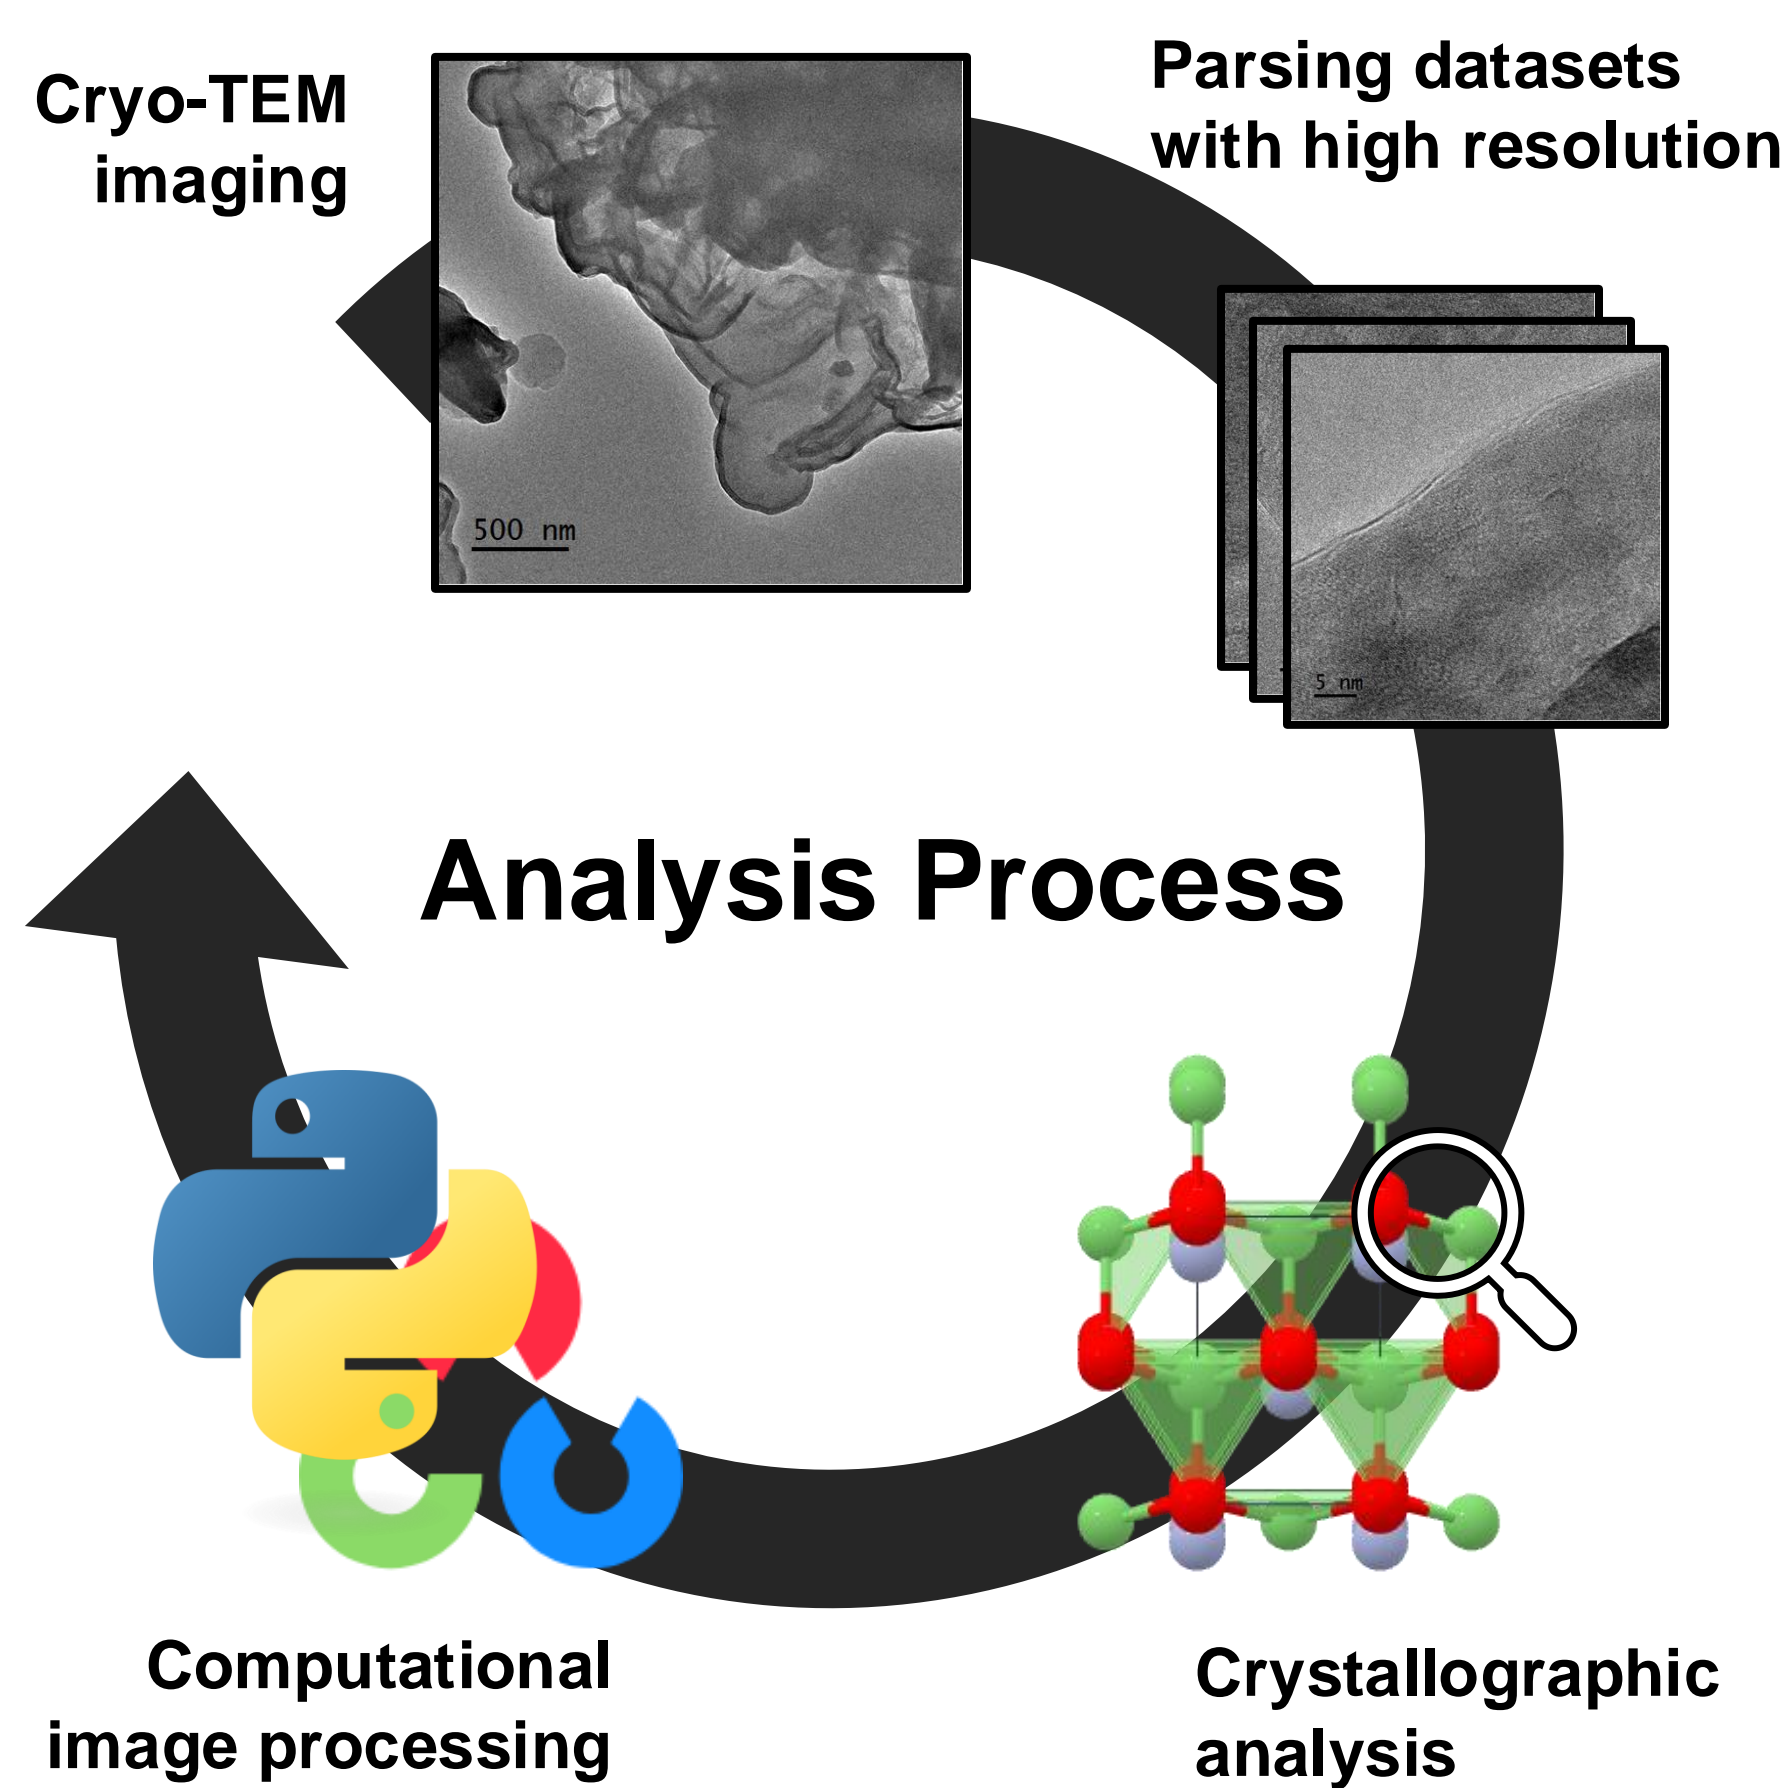 Cryo-TEM
imaging
Parsing datasets
with high resolution
500 nm
5 nm
Analysis Process
Computational
image processing
Crystallographic
analysis